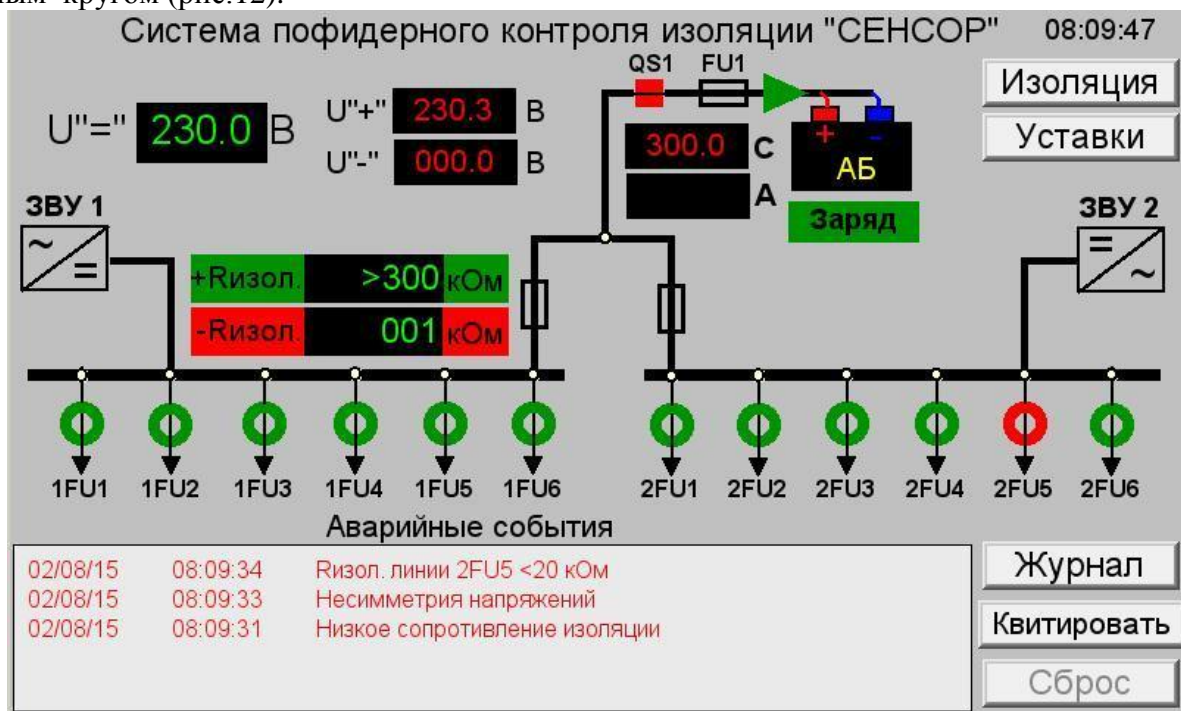 кругом (рис.12).
Система пофидерного контроля изоляции "СЕНСОР" 08:09:47
QS1 FU1
Изоляция
U"=" 230.0 В
U"+" 230.3 В
U"-" 000.0 В
300.0 С
А
+ -
АБ
Заряд
Уставки
ЗВУ 1
~ =
ЗВУ 2
= ~
+Rизол. >300 кОм
-Rизол. 001 кОм
1FU1 1FU2 1FU3 1FU4 1FU5 1FU6 2FU1 2FU2 2FU3 2FU4 2FU5 2FU6
Аварийные события
02/08/15 08:09:34 Rизол. линии 2FU5 <20 кОм
02/08/15 08:09:33 Несимметрия напряжений
02/08/15 08:09:31 Низкое сопротивление изоляции
Журнал
Квитировать
Сброс